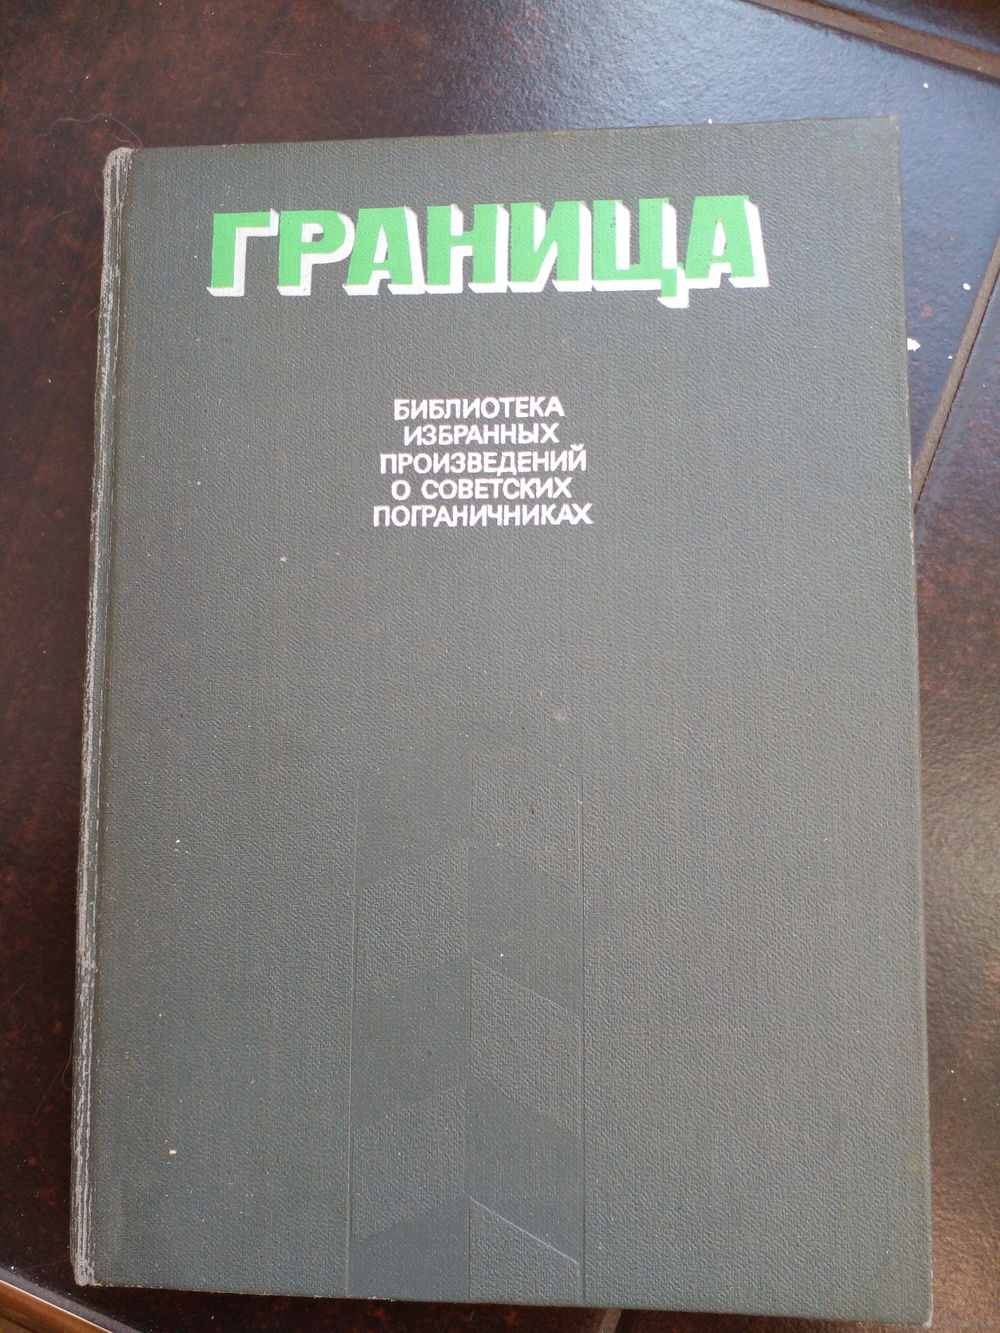 ГРАНИЦА
БИБЛИОТЕКА
ИЗБРАННЫХ
ПРОИЗВЕДЕНИЙ
О СОВЕТСКИХ
ПОГРАНИЧНИКАХ